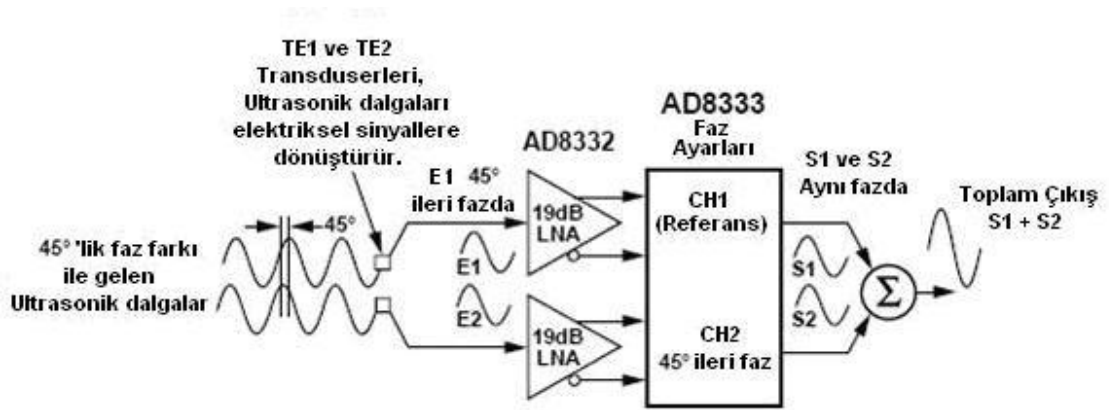 TE1 ve TE2
Transduserleri,
Ultrasonik dalgaları
elektriksel sinyallere
dönüştürür.
45° 'lik faz farkı
ile gelen
Ultrasonik dalgalar
45°
E1 45°
ileri fazda
E1
E2
AD8332
19dB
LNA
19dB
LNA
AD8333
Faz
Ayarları
CH1
(Referans)
CH2
45° ileri faz
S1 ve S2
Aynı fazda
S1
S2
Σ
Toplam Çıkış
S1 + S2